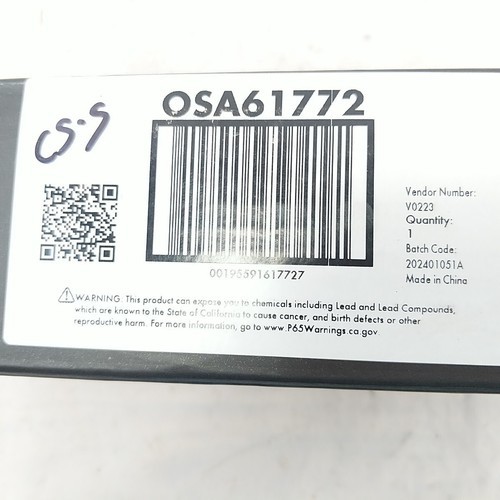 OSA61772
CS-S
00195591617727
Vendor Number:
V0223
Quantity:
1
Batch Code:
202401051A
Made in China
WARNING: This product can expose you to chemicals including Lead and Lead Compounds,
which are known to the State of California to cause cancer, and birth defects or other
reproductive harm. For more information, go to www.P65Warnings.ca.gov